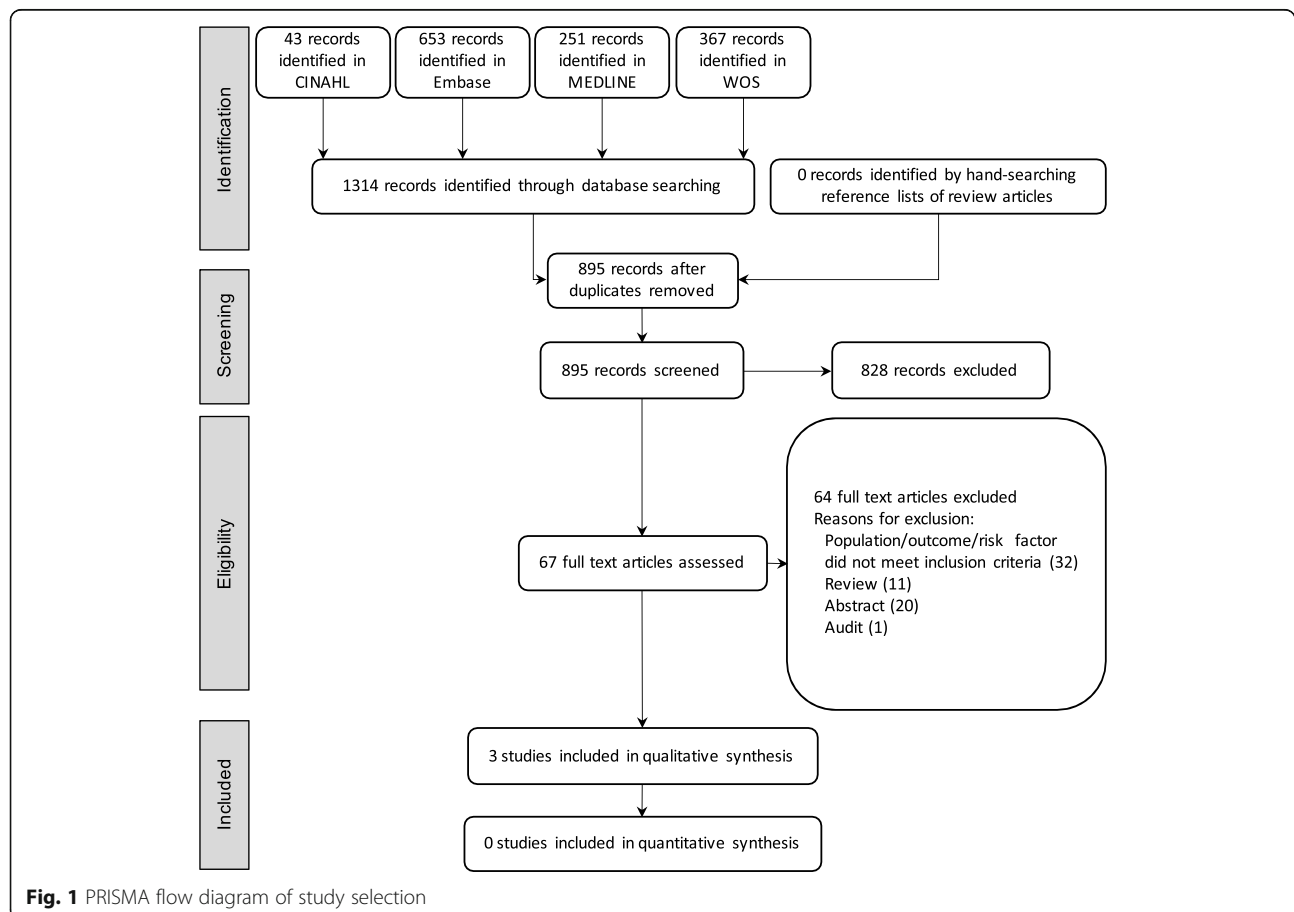 Identification
43 records
identified in
CINAHL
653 records
identified in
Embase
251 records
identified in
MEDLINE
367 records
identified in
WOS
1314 records identified through database searching
0 records identified by hand-searching
reference lists of review articles
Screening
895 records after
duplicates removed
895 records screened
828 records excluded
Eligibility
67 full text articles assessed
64 full text articles excluded
Reasons for exclusion:
Population/outcome/risk factor
did not meet inclusion criteria (32)
Review (11)
Abstract (20)
Audit (1)
Included
3 studies included in qualitative synthesis
0 studies included in quantitative synthesis
Fig. 1 PRISMA flow diagram of study selection